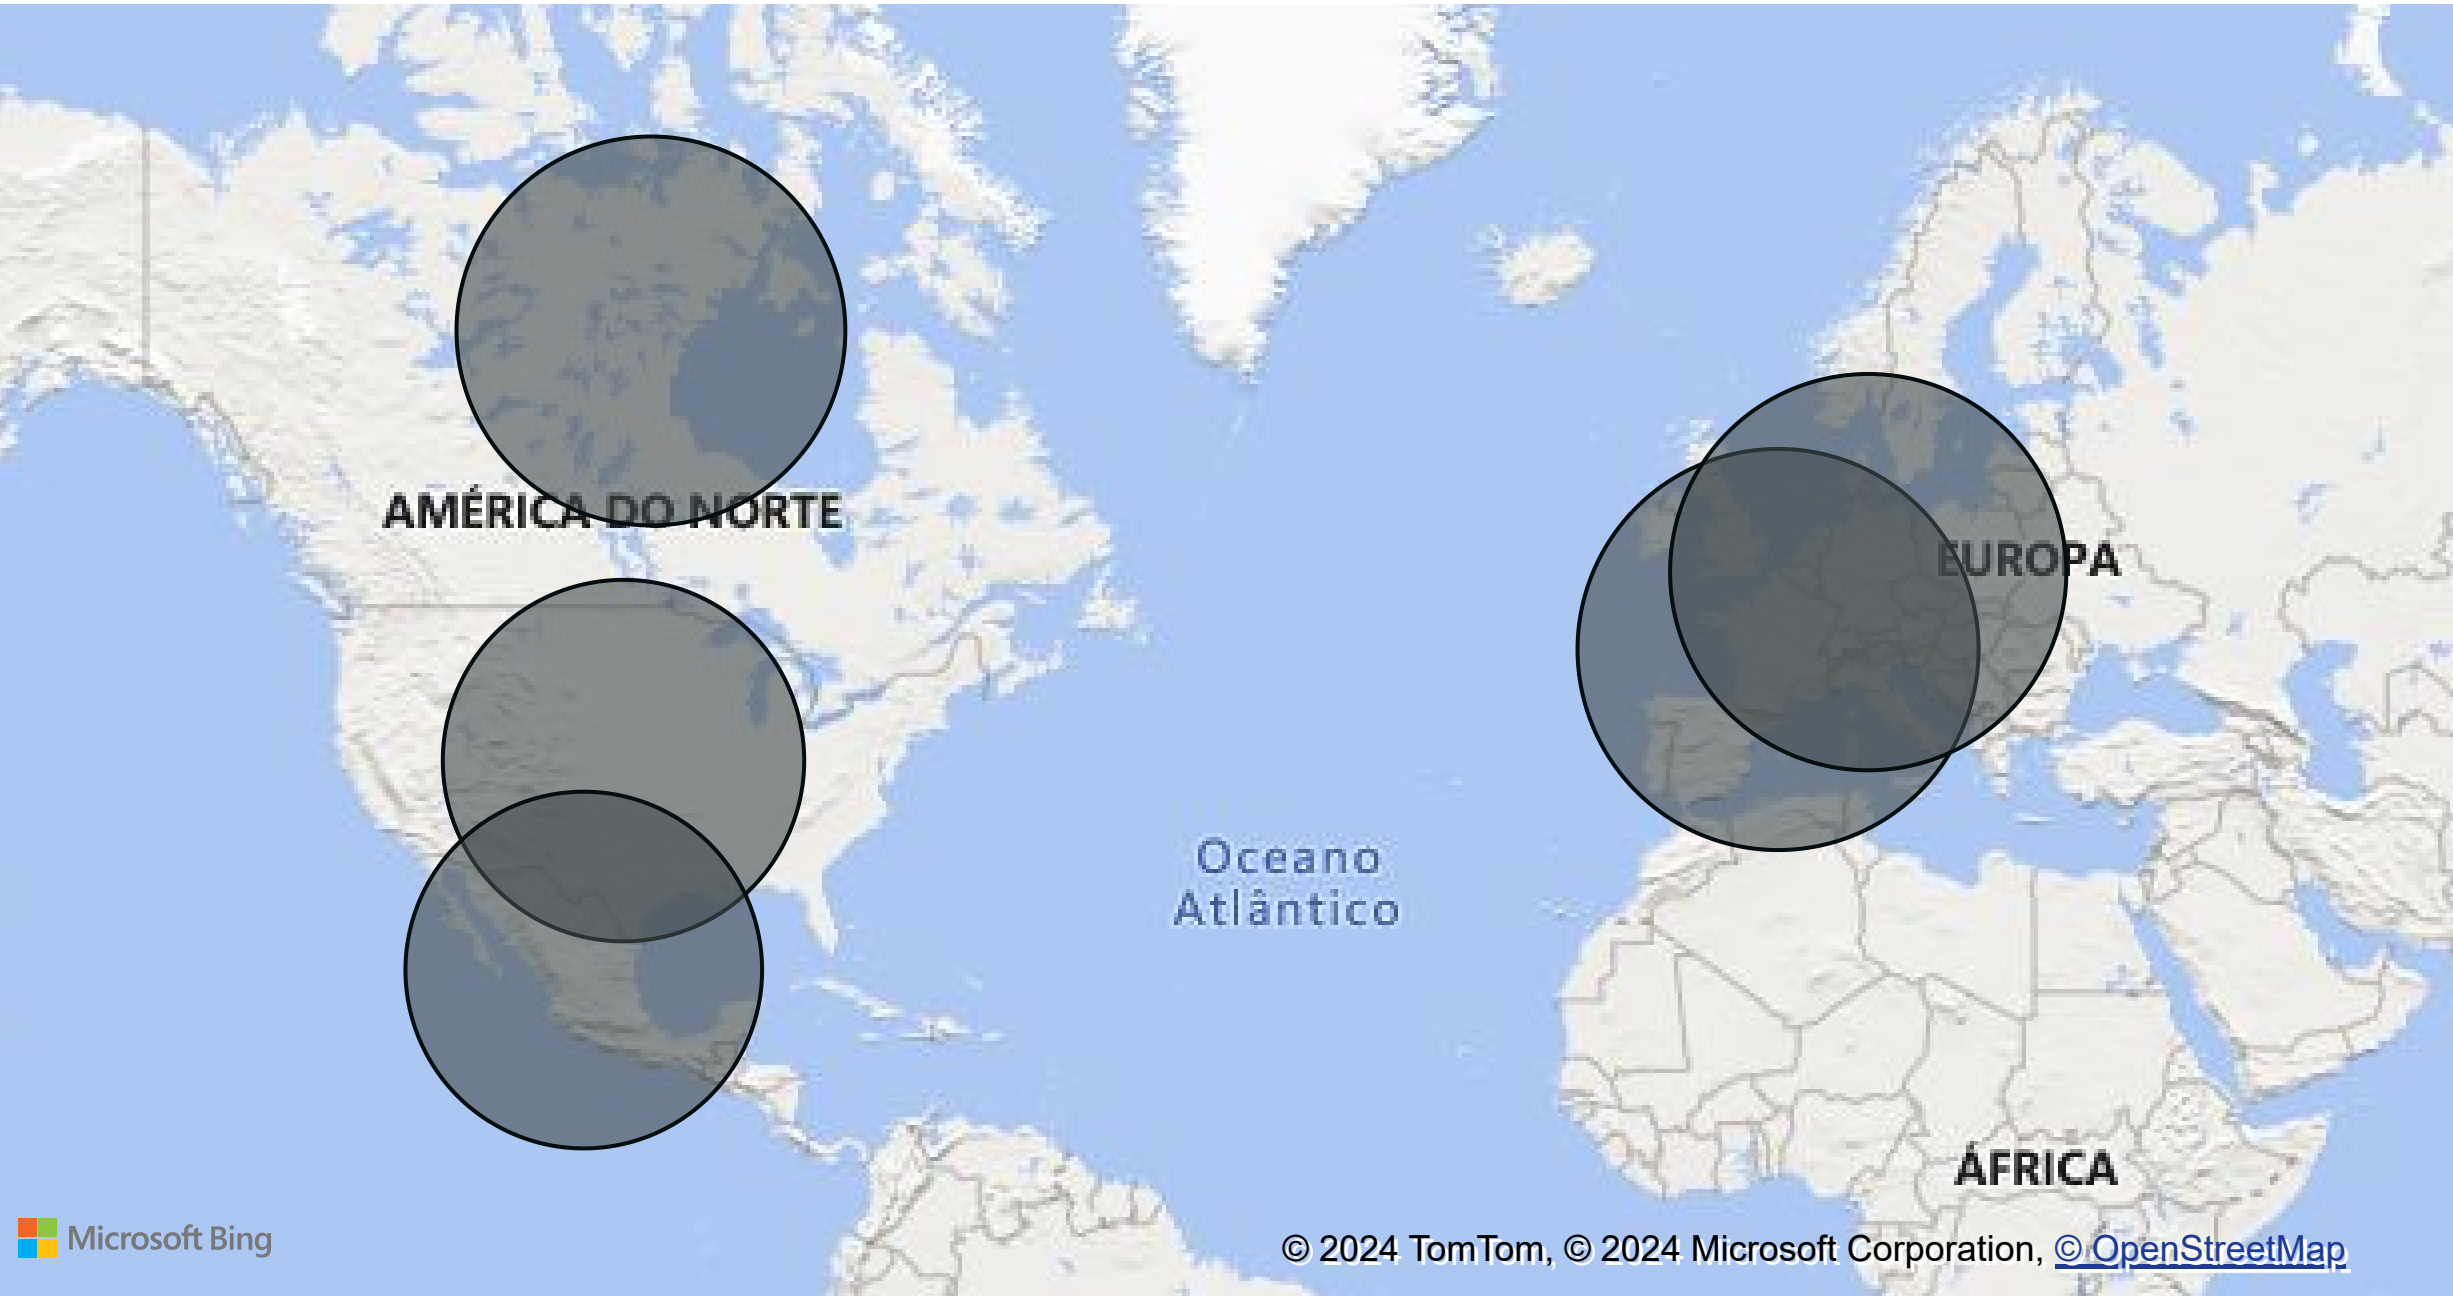 AMÉRICA DO NORTE
EUROPA
Oceano
Atlântico
ÁFRICA
Microsoft Bing
© 2024 TomTom, © 2024 Microsoft Corporation, © OpenStreetMap